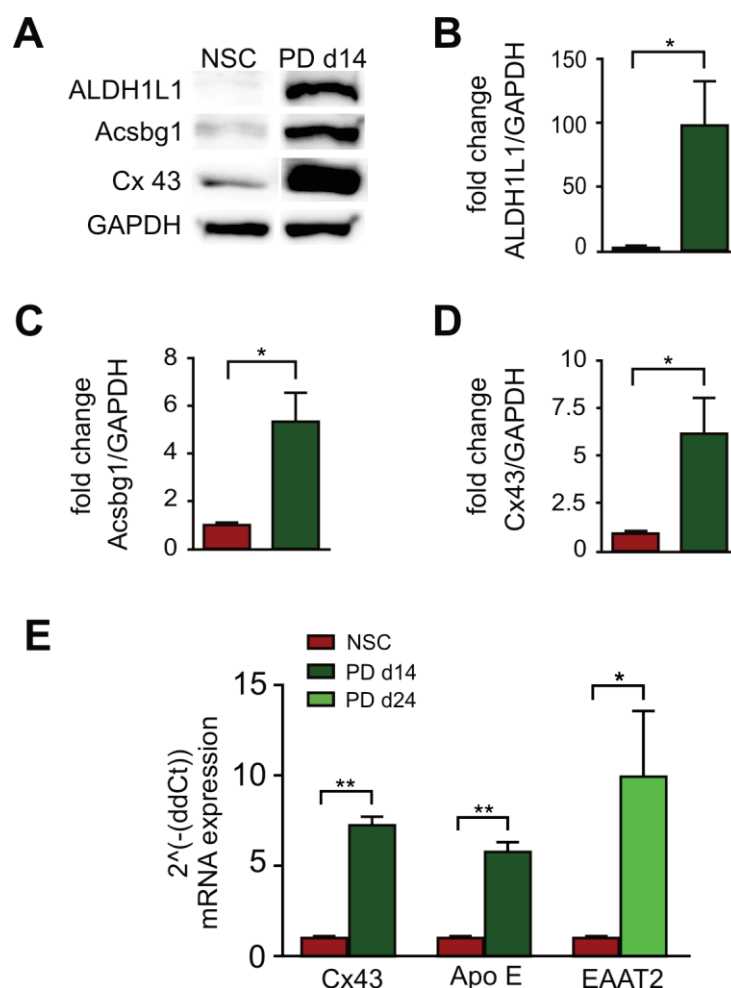 A
NSC PD d14
ALDH1L1
Acsbg1
Cx 43
GAPDH
B
fold change
ALDH1L1/GAPDH
150
100
50
0
*
C
fold change
Acsbg1/GAPDH
8
6
4
2
0
*
D
fold change
Cx43/GAPDH
10
7.5
5
2.5
0
*
E
NSC
PD d14
PD d24
2^(-(ddCt))
mRNA expression
15
10
5
0
**
**
*
Cx43 Apo E EAAT2